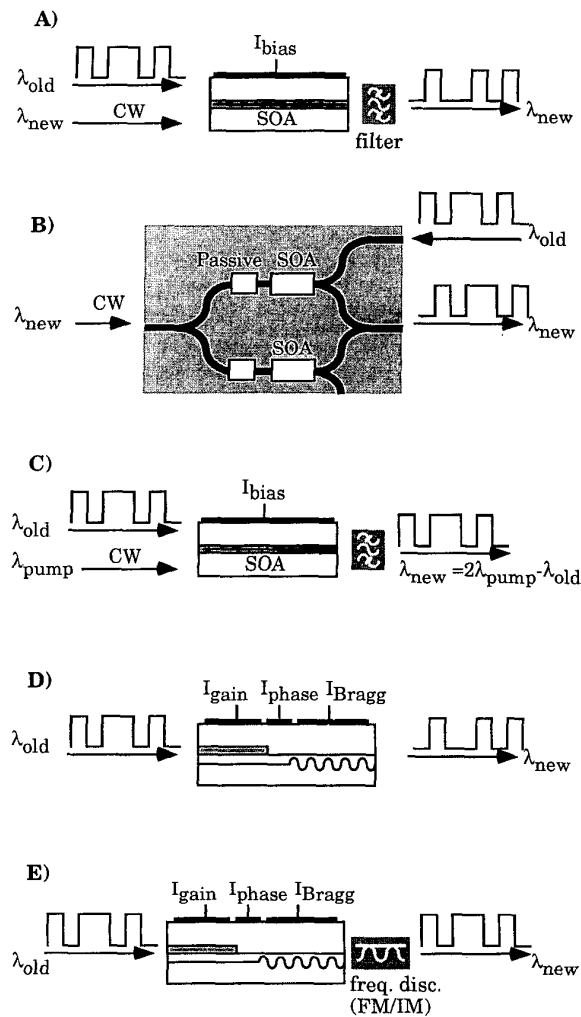 A)
I_bias
λ_old
λ_new CW
SOA
filter
λ_new
B)
λ_old
Passive SOA
CW
λ_new
λ_new
SOA
C)
I_bias
λ_old
λ_pump CW
SOA
λ_new =2λ_pump-λ_old
D)
I_gain I_phase I_Bragg
λ_old
λ_new
E)
I_gain I_phase I_Bragg
λ_old
λ_new
freq. disc.
(FM/IM)